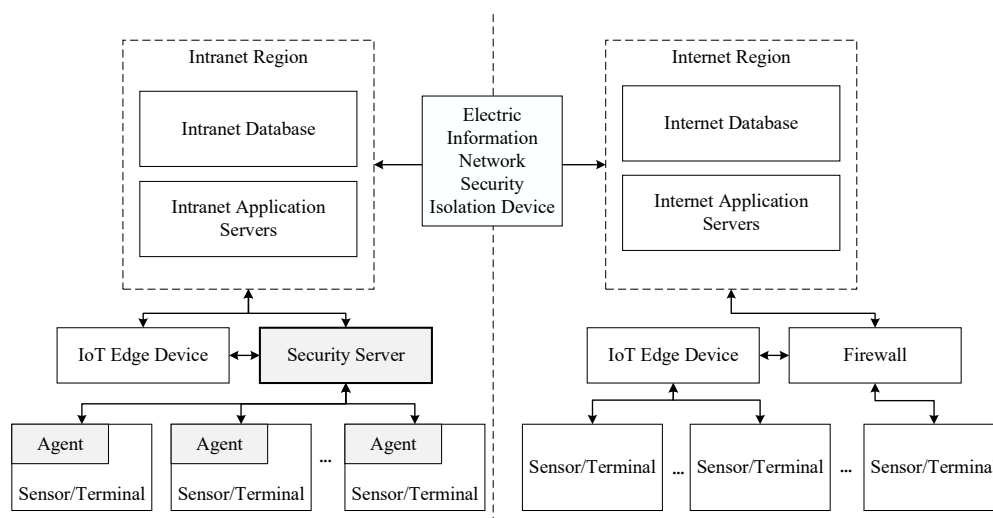 Intranet Region
Intranet Database
Intranet Application
Servers
Electric
Information
Network
Security
Isolation Device
Internet Region
Internet Database
Internet Application
Servers
IoT Edge Device
Security Server
IoT Edge Device
Firewall
Agent
Sensor/Terminal
Agent
Sensor/Terminal
...
Agent
Sensor/Terminal
Sensor/Terminal
...
Sensor/Terminal
...
Sensor/Terminal